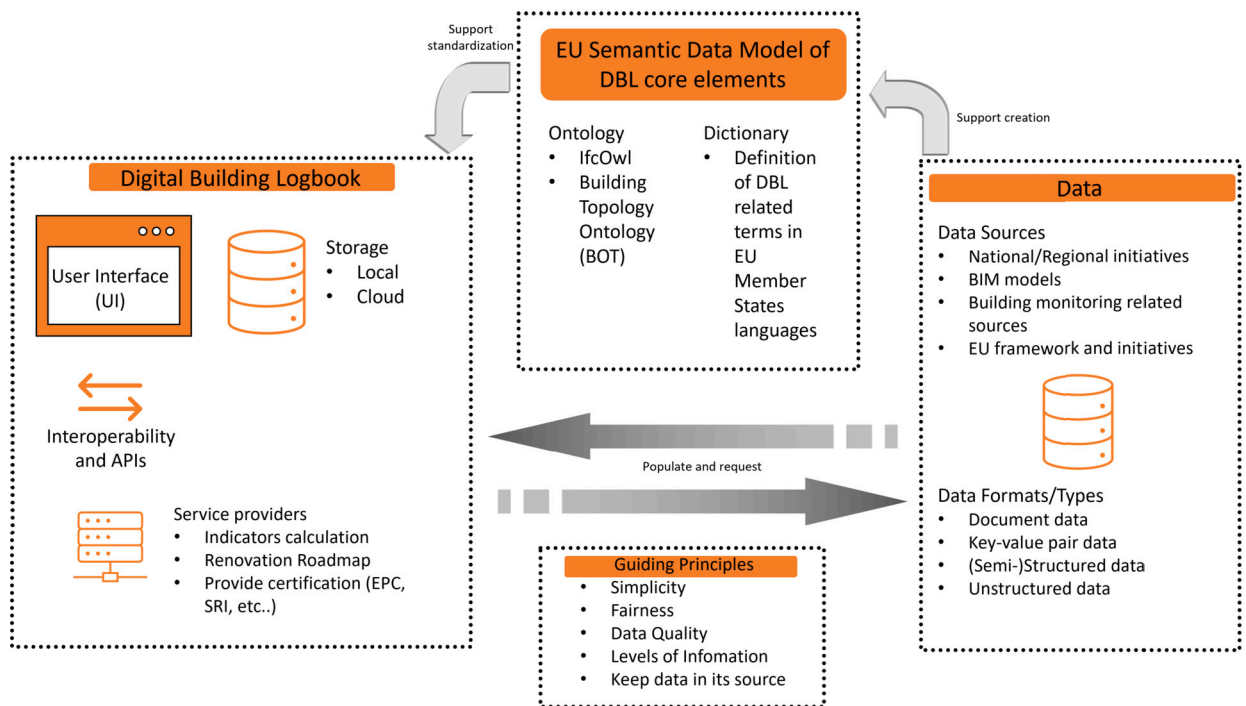 Support
standardization
EU Semantic Data Model of
DBL core elements
Support creation
Ontology
• IfcOwl
• Building
Topology
Ontology
(BOT)
Dictionary
• Definition
of DBL
related
terms in
EU
Member
States
languages
Digital Building Logbook
User Interface
(UI)
Storage
• Local
• Cloud
Interoperability
and APIs
Service providers
• Indicators calculation
• Renovation Roadmap
• Provide certification (EPC,
SRI, etc..)
Populate and request
Guiding Principles
• Simplicity
• Fairness
• Data Quality
• Levels of Infomation
• Keep data in its source
Data
Data Sources
• National/Regional initiatives
• BIM models
• Building monitoring related
sources
• EU framework and initiatives
Data Formats/Types
• Document data
• Key-value pair data
• (Semi-)Structured data
• Unstructured data